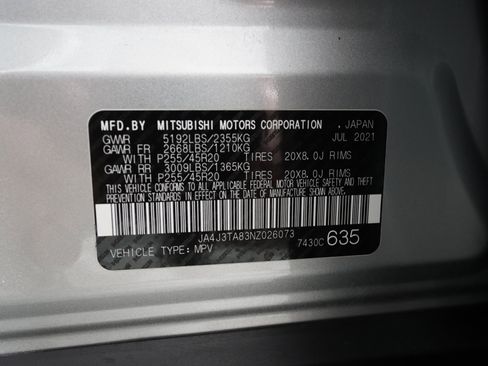 MFD.BY MITSUBISHI MOTORS CORPORATION . JAPAN
GVWR 5192LBS/2355KG JUL.2021
GAWR FR 2668LBS/1210KG
WITH P255/45R20 TIRES 20X8.0J RIMS
GAWR RR 3009LBS/1365KG
WITH P255/45R20 TIRES 20X8.0J RIMS
THIS VEHICLE CONFORMS TO ALL APPLICABLE FEDERAL MOTOR VEHICLE SAFETY, BUMPER, AND THEFT
PREVENTION STANDARDS IN EFFECT ON THE DATE OF MANUFACTURE SHOWN ABOVE.
JA4J3TA83NZ026073
VEHICLE TYPE: MPV 7430C 635